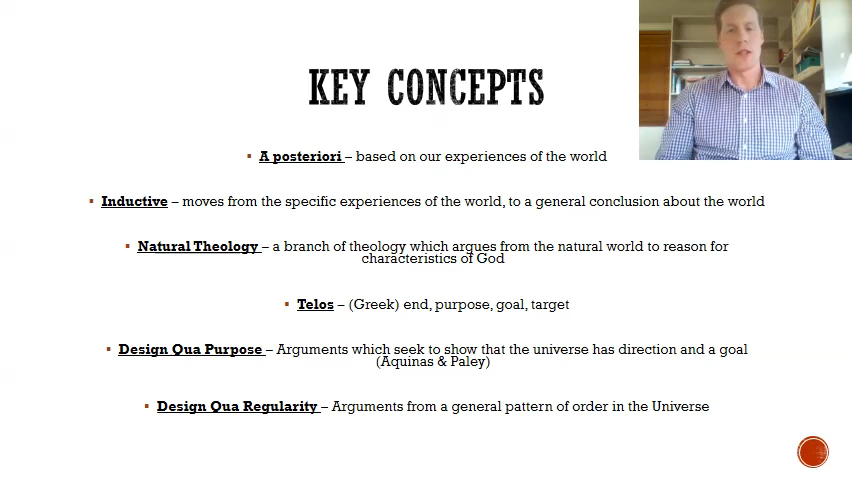 KEY CONCEPTS
▪ A posteriori – based on our experiences of the world
▪ Inductive – moves from the specific experiences of the world, to a general conclusion about the world
▪ Natural Theology – a branch of theology which argues from the natural world to reason for
characteristics of God
▪ Telos – (Greek) end, purpose, goal, target
▪ Design Qua Purpose – Arguments which seek to show that the universe has direction and a goal
(Aquinas & Paley)
▪ Design Qua Regularity – Arguments from a general pattern of order in the Universe